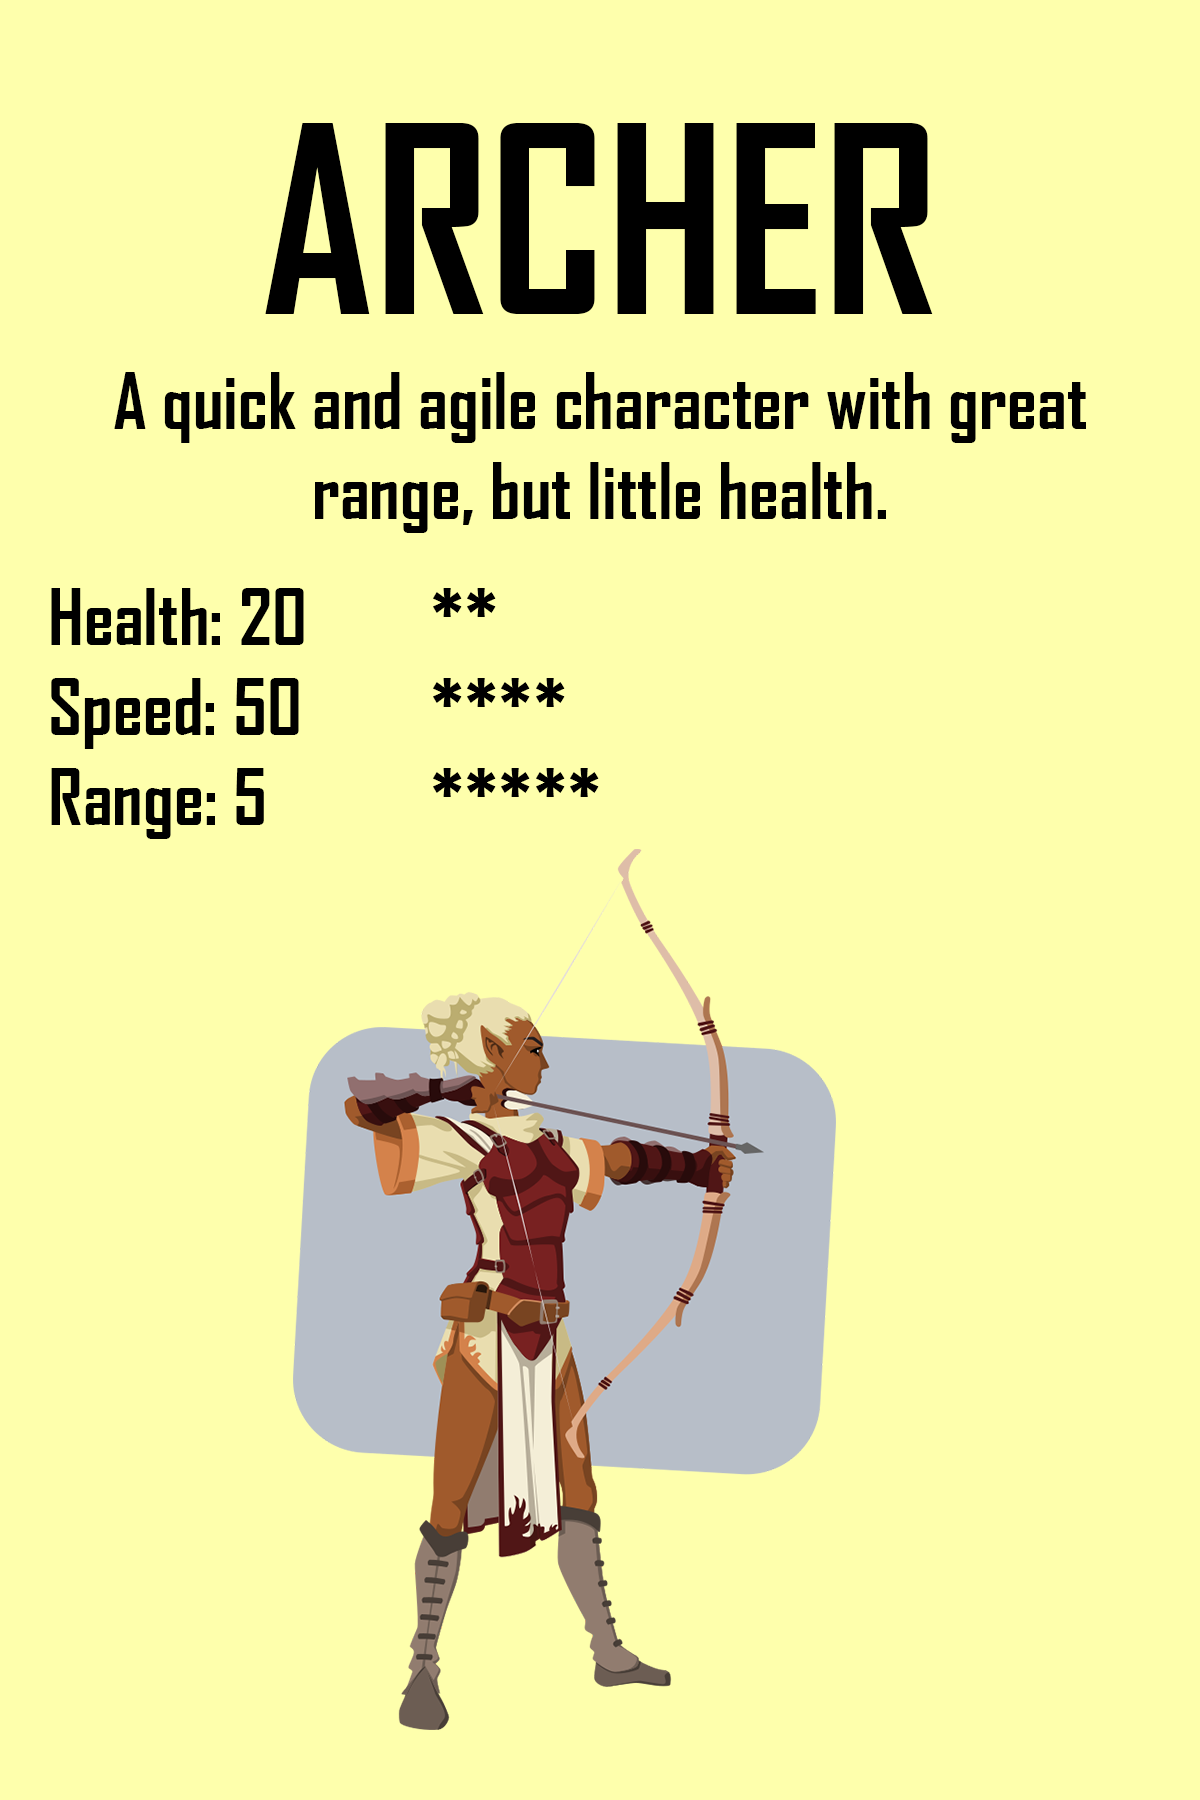 ARCHER
A quick and agile character with great
range, but little health.
Health: 20 **
Speed: 50 ****
Range: 5 *****